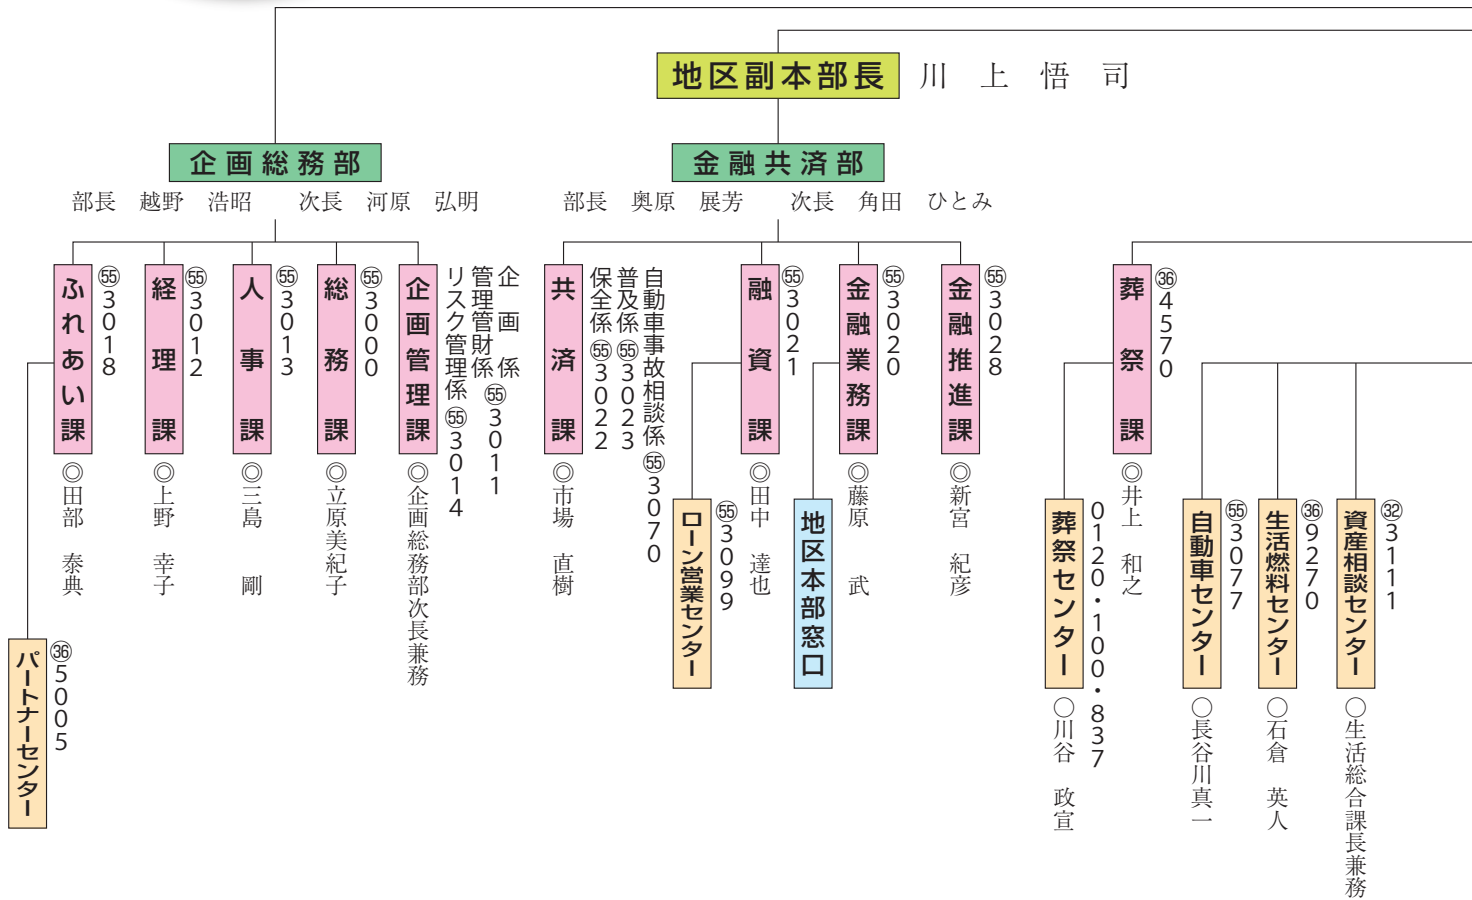 地区副本部長 川上悟司
企画総務部
部長 越野 浩昭 次長 河原 弘明
金融共済部
部長 奥原 展芳 次長 角田 ひとみ
ふれあい課
㊺3018
◎田部 泰典
パートナーセンター
㊱5005
経理課
㊺3012
◎上野 幸子
人事課
㊺3013
◎三島 剛
総務課
㊺3000
◎立原美紀子
企画管理課
企画係
管理管財係 ㊺3011
リスク管理係 ㊺3014
◎企画総務部次長兼務
共済課
自動車事故相談係 ㊺3070
普及係 ㊺3023
保全係 ㊺3022
◎市場 直樹
融資課
㊺3021
◎田中 達也
ローン営業センター
㊺3099
金融業務課
㊺3020
◎藤原 武
地区本部窓口
金融推進課
㊺3028
◎新宮 紀彦
葬祭課
㊱4570
◎井上 和之
葬祭センター
0120・100・837
○川谷 政宣
自動車センター
㊺3077
○長谷川真一
生活燃料センター
㊱9270
○石倉 英人
資産相談センター
㉜3111
○生活総合課長兼務